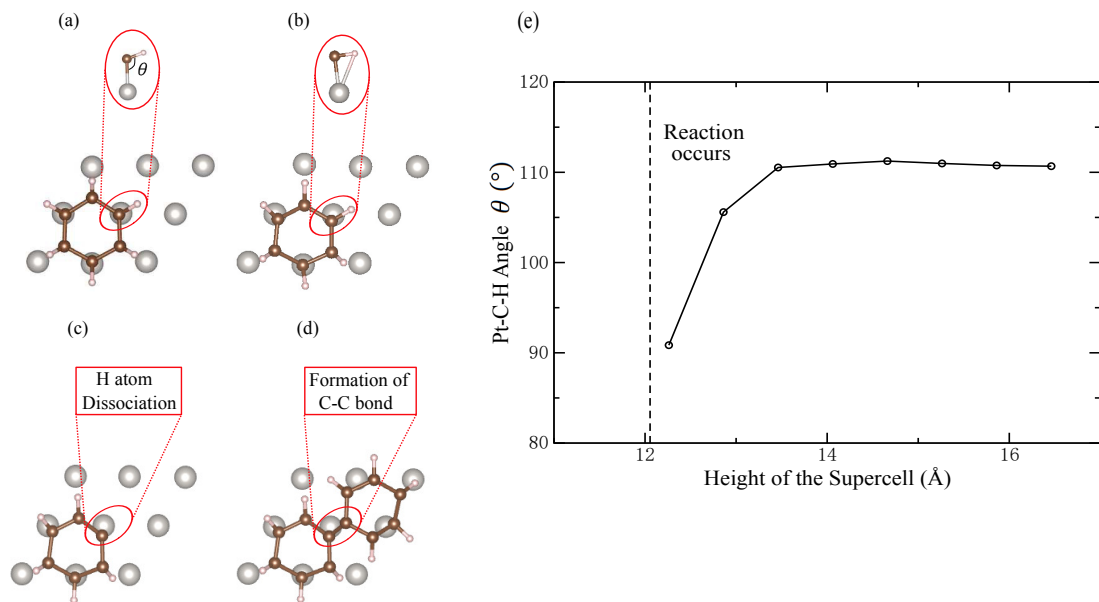 (a)
(b)
θ
(c)
(d)
H atom
Dissociation
Formation of
C-C bond
(e)
120
110
100
90
80
Pt-C-H Angle θ (°)
Reaction
occurs
12
14
16
Height of the Supercell (Å)